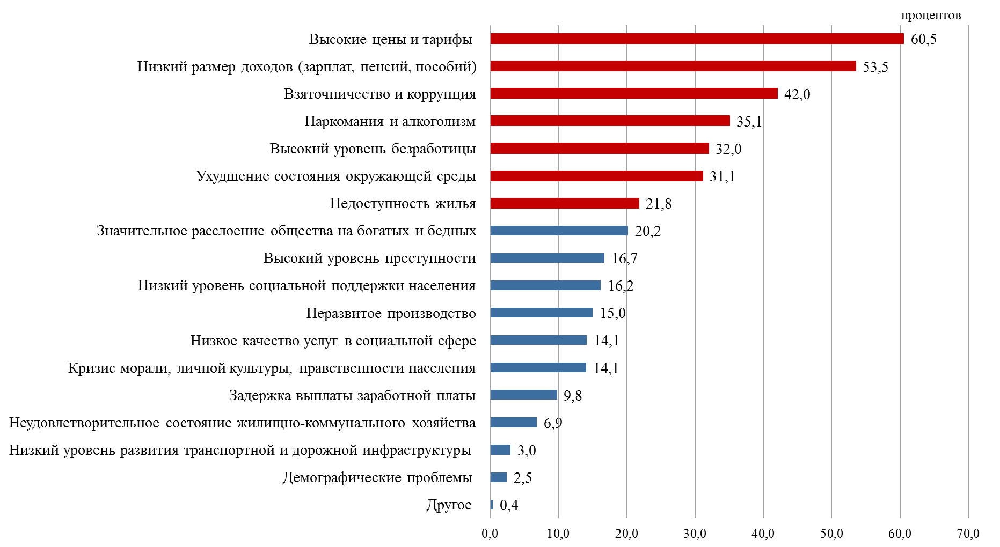 процентов
Высокие цены и тарифы 60,5
Низкий размер доходов (зарплат, пенсий, пособий) 53,5
Взяточничество и коррупция 42,0
Наркомания и алкоголизм 35,1
Высокий уровень безработицы 32,0
Ухудшение состояния окружающей среды 31,1
Недоступность жилья 21,8
Значительное расслоение общества на богатых и бедных 20,2
Высокий уровень преступности 16,7
Низкий уровень социальной поддержки населения 16,2
Неразвитое производство 15,0
Низкое качество услуг в социальной сфере 14,1
Кризис морали, личной культуры, нравственности населения 14,1
Задержка выплаты заработной платы 9,8
Неудовлетворительное состояние жилищно-коммунального хозяйства 6,9
Низкий уровень развития транспортной и дорожной инфраструктуры 3,0
Демографические проблемы 2,5
Другое 0,4
0,0 10,0 20,0 30,0 40,0 50,0 60,0 70,0